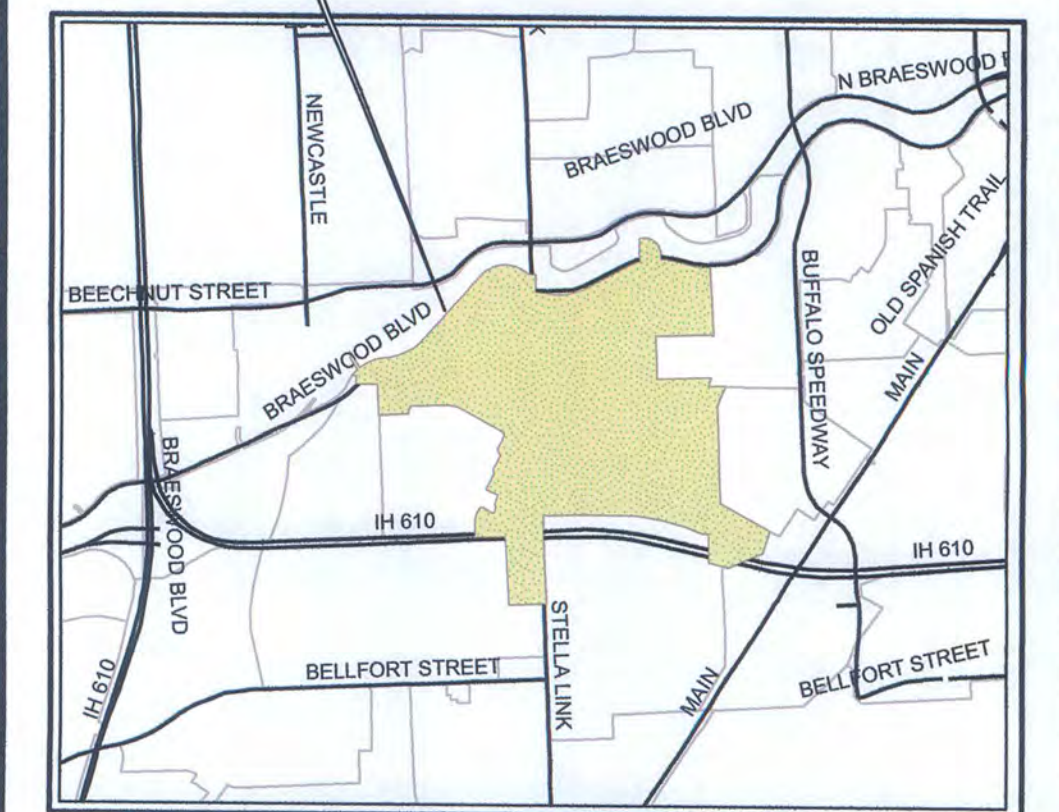 N BRAESWOOD
NEWCASTLE
BRAESWOOD BLVD
OLD SPANISH TRAIL
BUFFALO SPEEDWAY
BEECHNUT STREET
BRAESWOOD BLVD
MAIN
BRAESWOOD BLVD
IH 610
IH 610
STELLA LINK
BELLFORT STREET
BELLFORT STREET
IH 610
MAIN